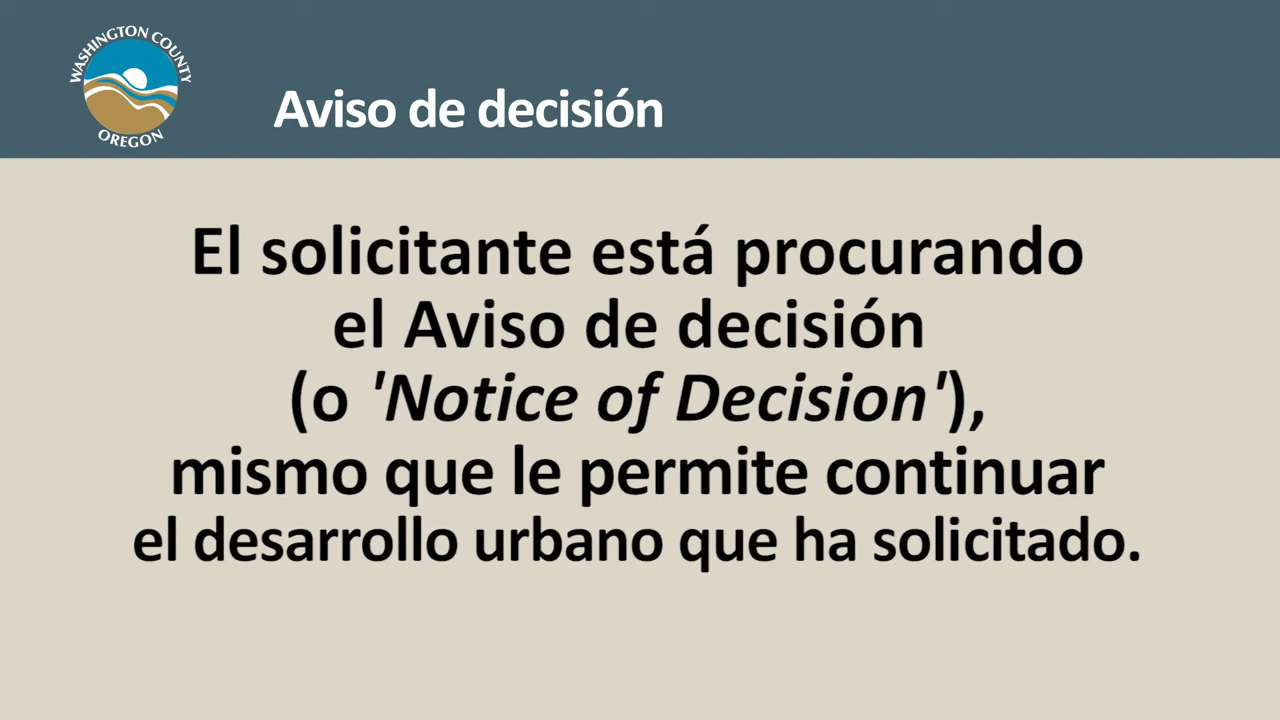 WASHINGTON COUNTY
OREGON
Aviso de decisión
El solicitante está procurando
el Aviso de decisión
(o 'Notice of Decision'),
mismo que le permite continuar
el desarrollo urbano que ha solicitado.